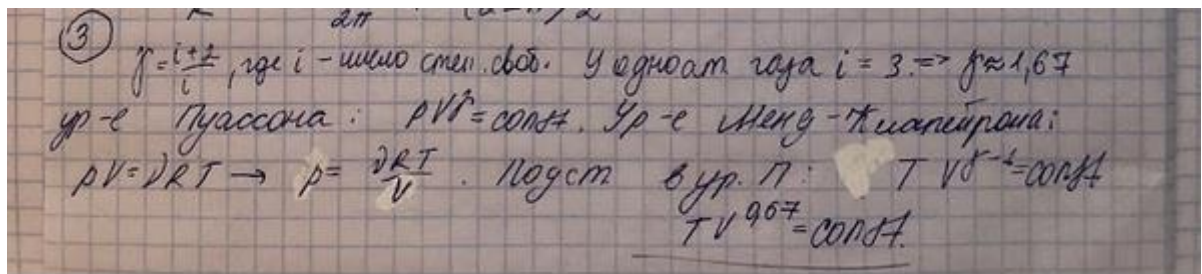 2π
③
γ = i+2/i, где i – число степ. своб. У одноат газа i = 3. => γ ≈ 1,67
ур-е Пуассона: pV^γ = const. Ур-е Менд-Клапейрона:
pV = νRT → p = νRT/V. Подст в ур. П: T V^γ-1 = const
TV^0,67 = const.